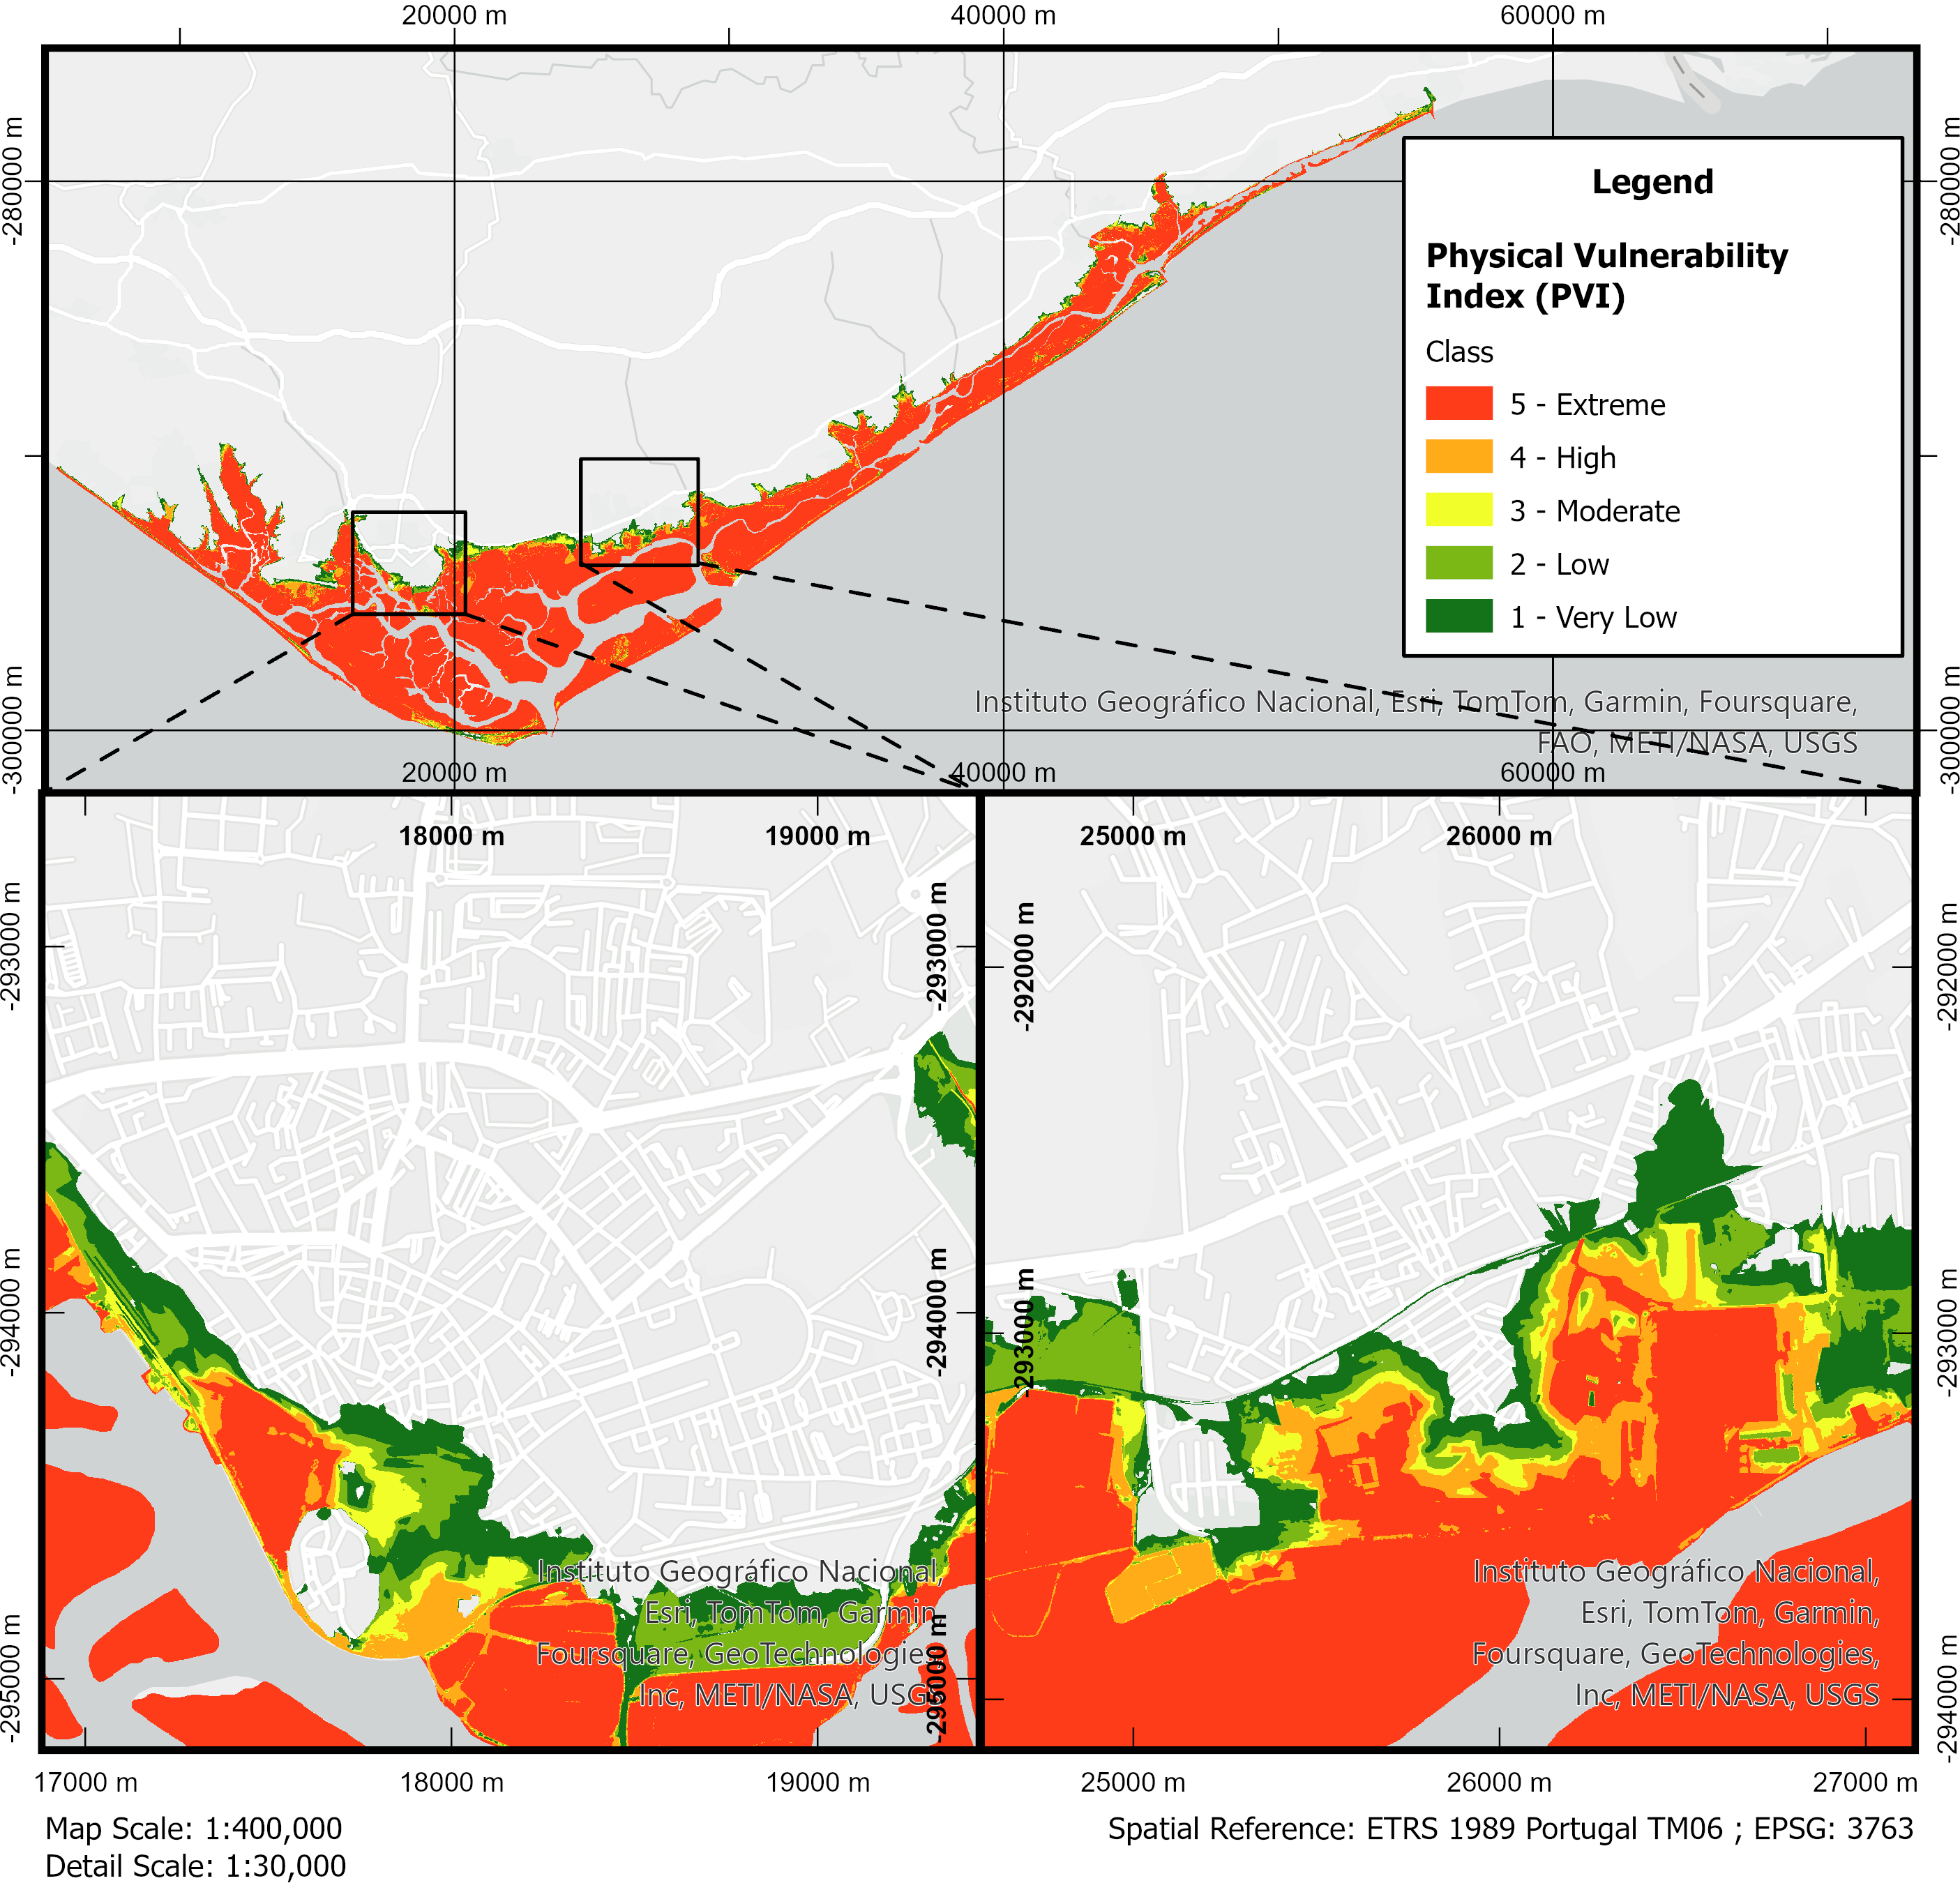 20000 m 40000 m 60000 m
-280000 m -280000 m
Legend
Physical Vulnerability
Index (PVI)
Class
5 - Extreme
4 - High
3 - Moderate
2 - Low
1 - Very Low
Instituto Geográfico Nacional, Esri, TomTom, Garmin, Foursquare,
FAO, METI/NASA, USGS
-300000 m -300000 m
20000 m 40000 m 60000 m
18000 m 19000 m 25000 m 26000 m
-293000 m -293000 m -292000 m -292000 m
-294000 m -294000 m -293000 m -293000 m
Instituto Geográfico Nacional,
Esri, TomTom, Garmin,
Foursquare, GeoTechnologies,
Inc, METI/NASA, USGS
-295000 m -295000 m
Instituto Geográfico Nacional,
Esri, TomTom, Garmin,
Foursquare, GeoTechnologies,
Inc, METI/NASA, USGS
-294000 m
17000 m 18000 m 19000 m 25000 m 26000 m 27000 m
Map Scale: 1:400,000
Detail Scale: 1:30,000
Spatial Reference: ETRS 1989 Portugal TM06 ; EPSG: 3763